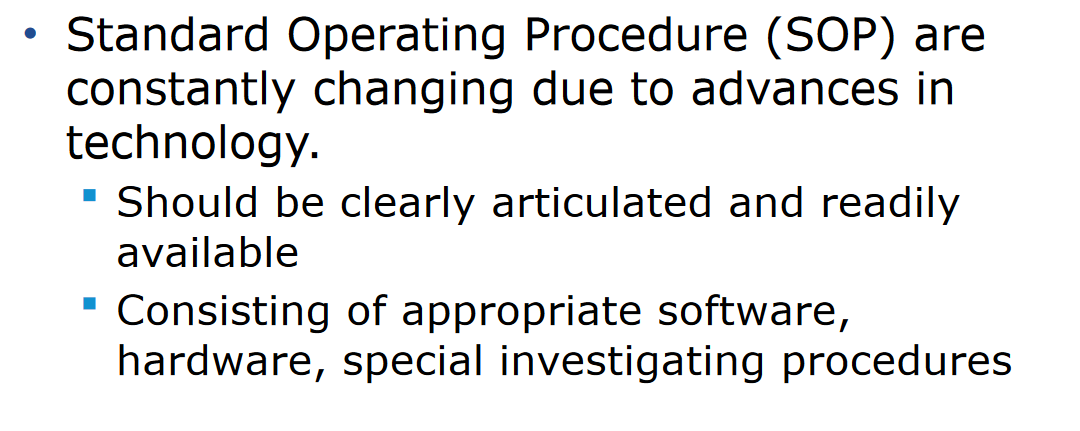 • Standard Operating Procedure (SOP) are
constantly changing due to advances in
technology.
▪ Should be clearly articulated and readily
available
▪ Consisting of appropriate software,
hardware, special investigating procedures